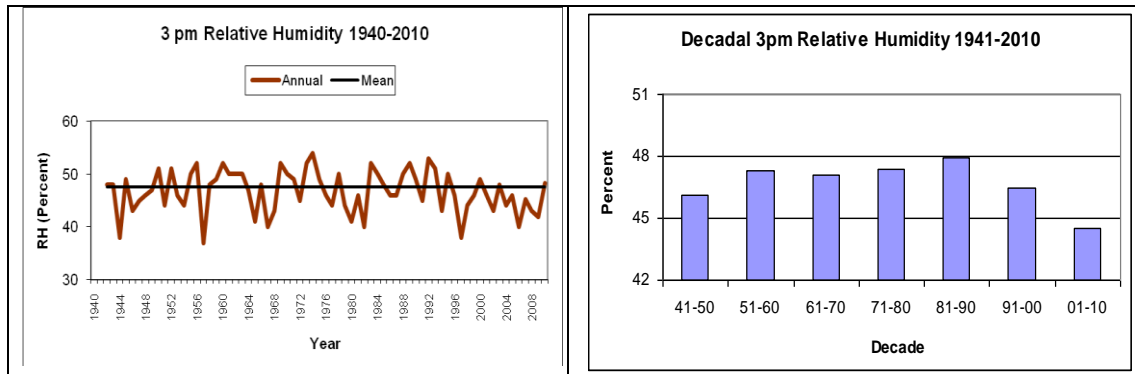 3 pm Relative Humidity 1940-2010
Annual Mean
RH (Percent)
60
50
40
30
1940 1944 1948 1952 1956 1960 1964 1968 1972 1976 1980 1984 1988 1992 1996 2000 2004 2008
Year
Decadal 3pm Relative Humidity 1941-2010
Percent
51
48
45
42
41-50 51-60 61-70 71-80 81-90 91-00 01-10
Decade